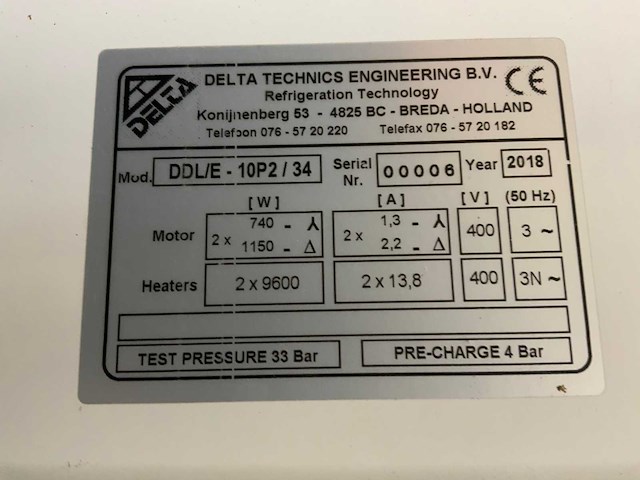 DELTA
DELTA TECHNICS ENGINEERING B.V. CE
Refrigeration Technology
Konijnenberg 53 - 4825 BC - BREDA - HOLLAND
Telefoon 076 - 57 20 220 Telefax 076 - 57 20 182
Mod. DDL/E - 10P2 / 34 Serial Nr. 00006 Year 2018
[ W ] [ A ] [ V ] (50 Hz)
Motor 2 x 740 - ⅄ 1150 - Δ 2 x 1,3 - ⅄ 2,2 - Δ 400 3 ~
Heaters 2 x 9600 2 x 13,8 400 3N ~
TEST PRESSURE 33 Bar PRE-CHARGE 4 Bar